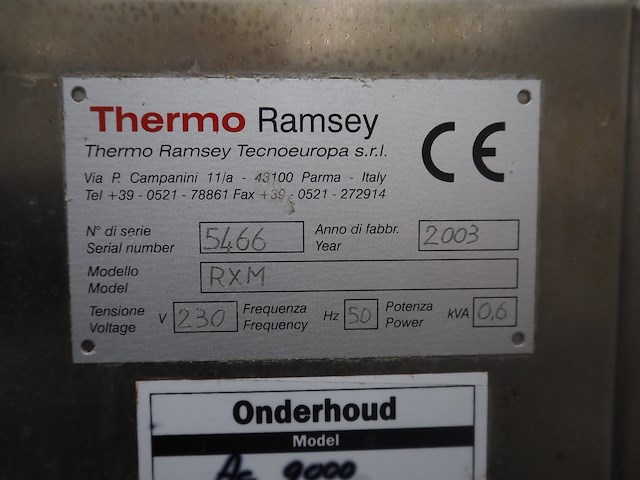 Thermo Ramsey
Thermo Ramsey Tecnoeuropa s.r.l.
CE
Via P. Campanini 11/a - 43100 Parma - Italy
Tel +39 - 0521 - 78861 Fax +39 - 0521 - 272914
N° di serie
Serial number 5466 Anno di fabbr.
Year 2003
Modello
Model RXM
Tensione
Voltage V 230 Frequenza
Frequency Hz 50 Potenza
Power kVA 0,6
Onderhoud
Model
Ac 9000